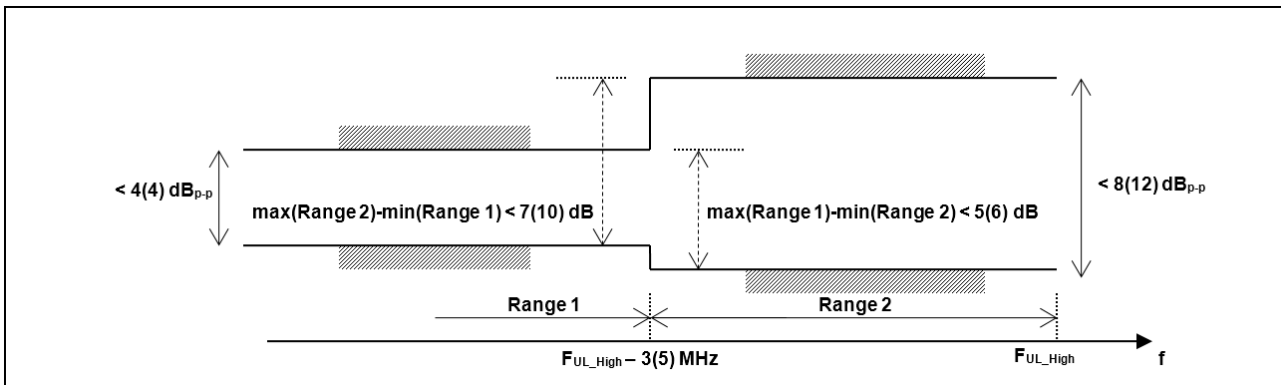 < 4(4) dBp-p
max(Range 2)-min(Range 1) < 7(10) dB
max(Range 1)-min(Range 2) < 5(6) dB
< 8(12) dBp-p
Range 1
Range 2
FUL_High – 3(5) MHz
FUL_High
f